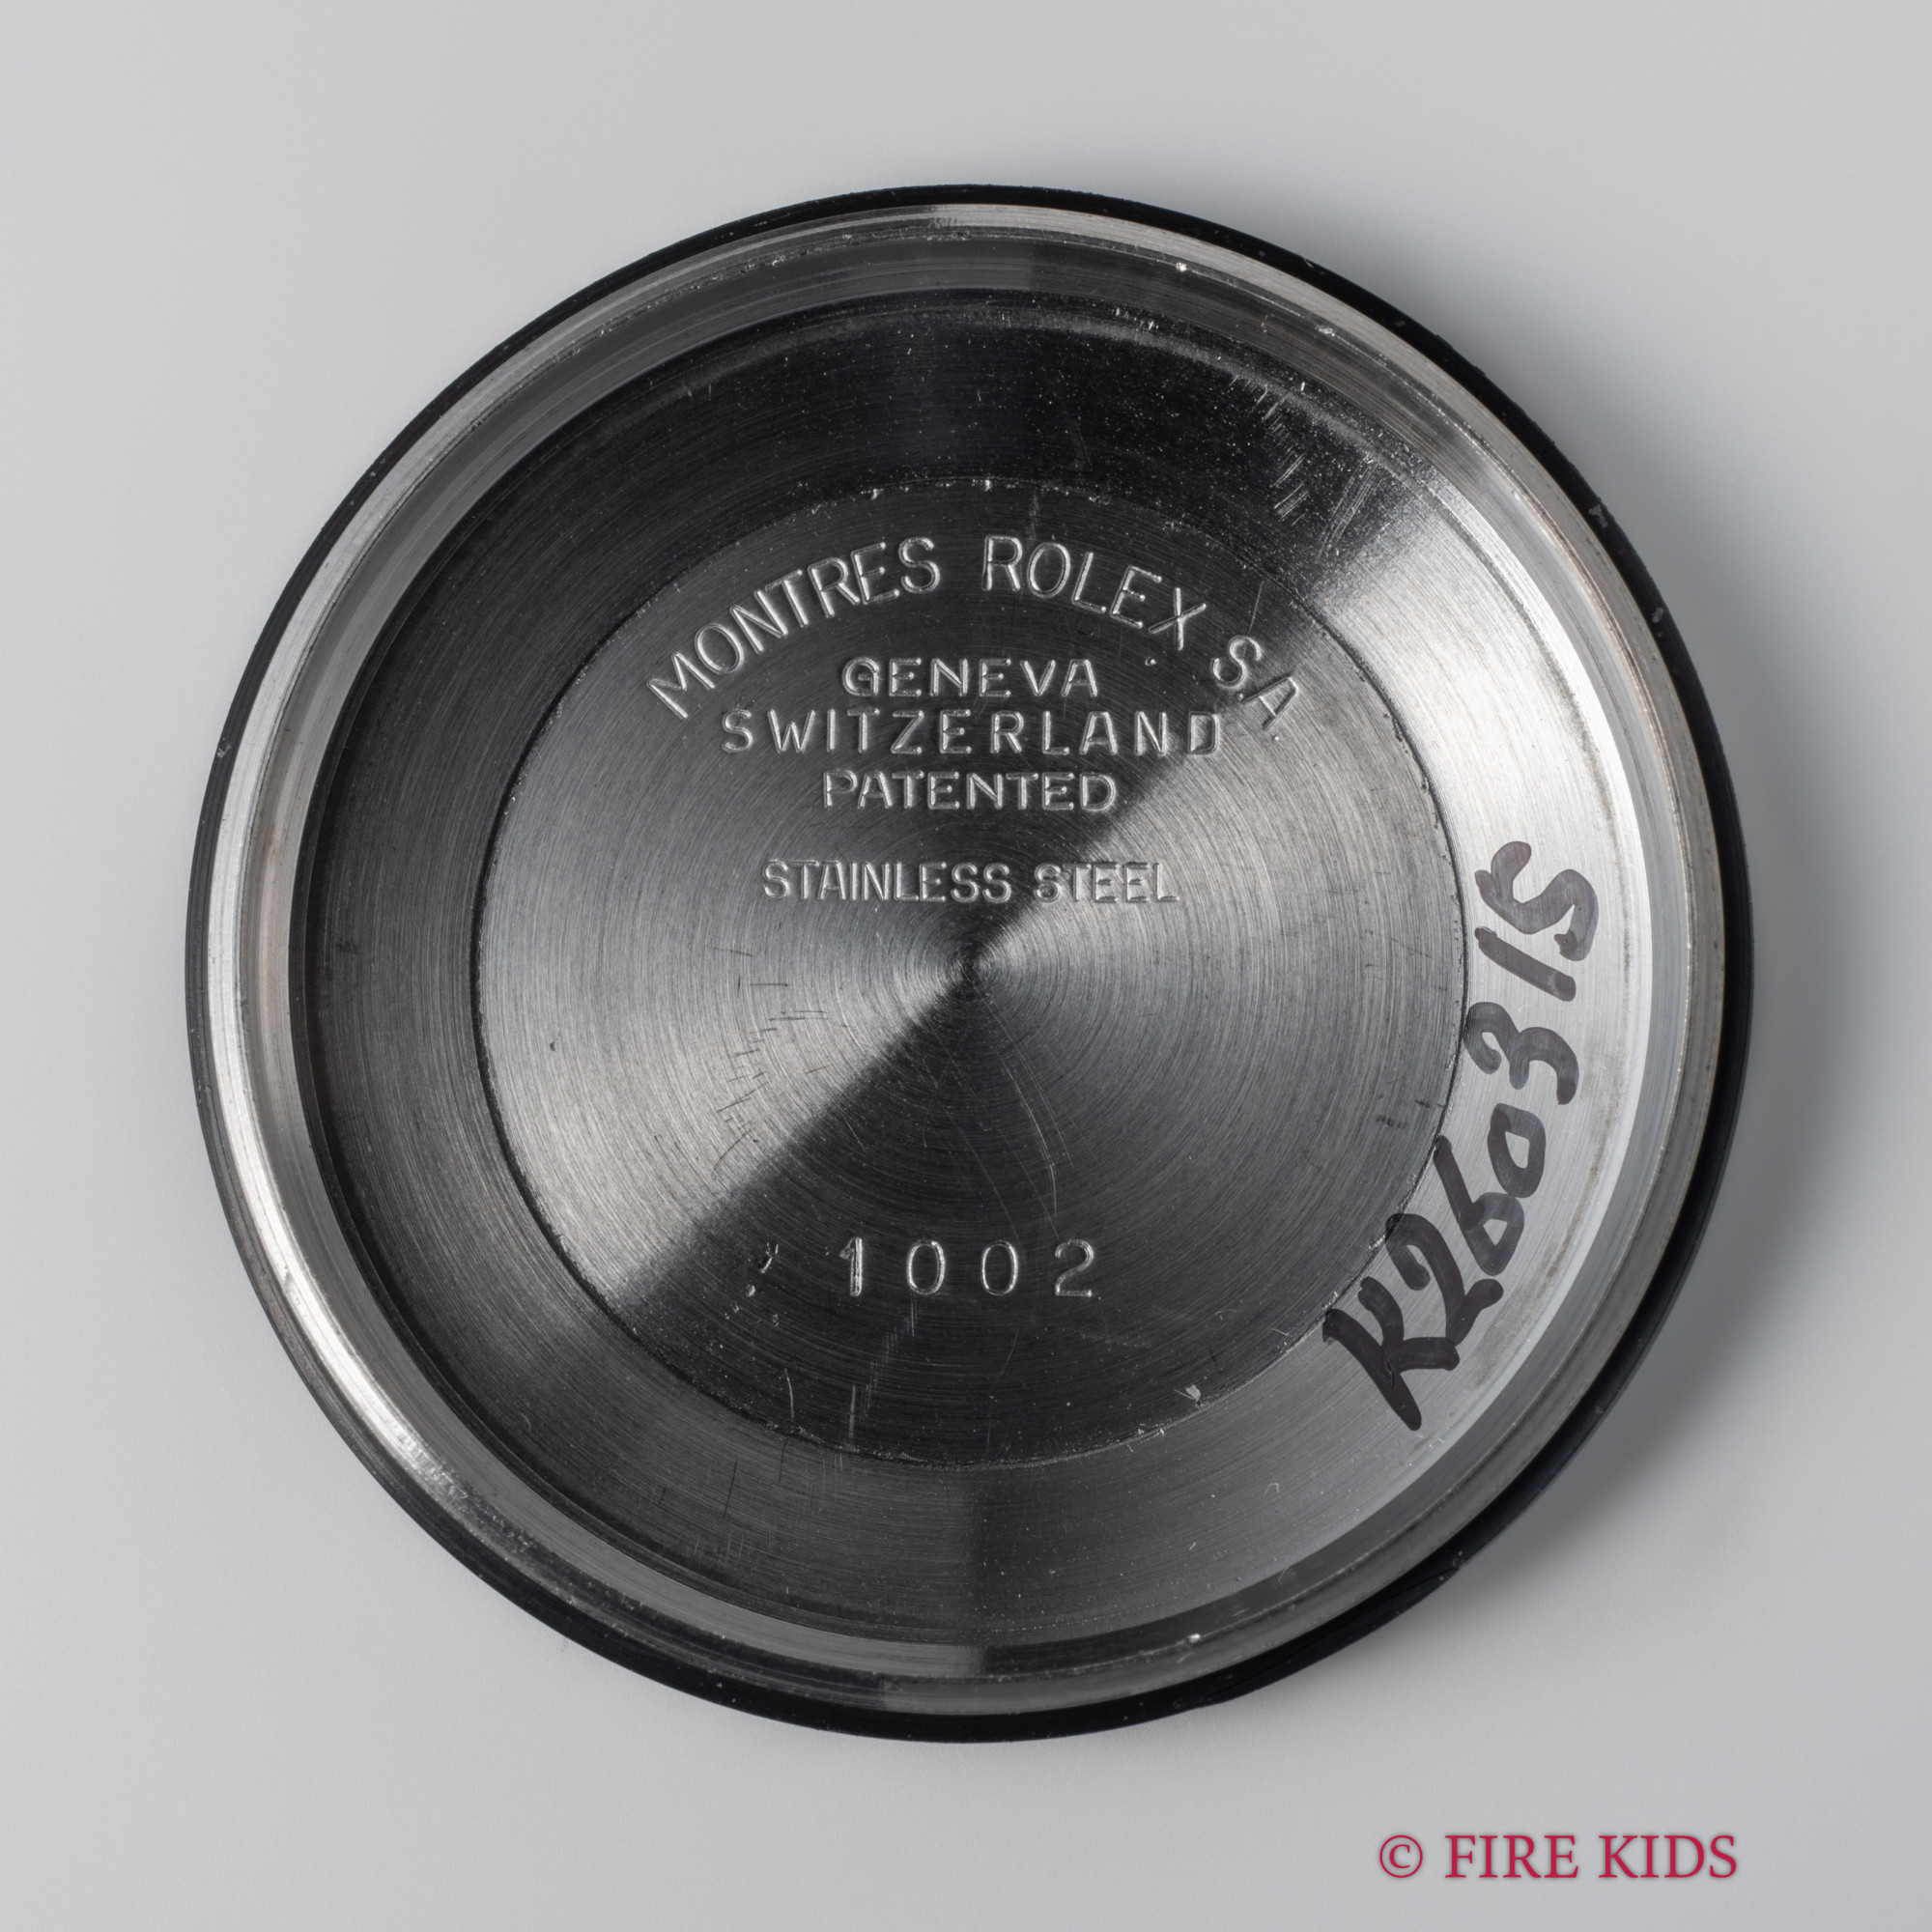 MONTRES ROLEX S.A
GENEVA
SWITZERLAND
PATENTED
STAINLESS STEEL
1002
K260315
© FIRE KIDS